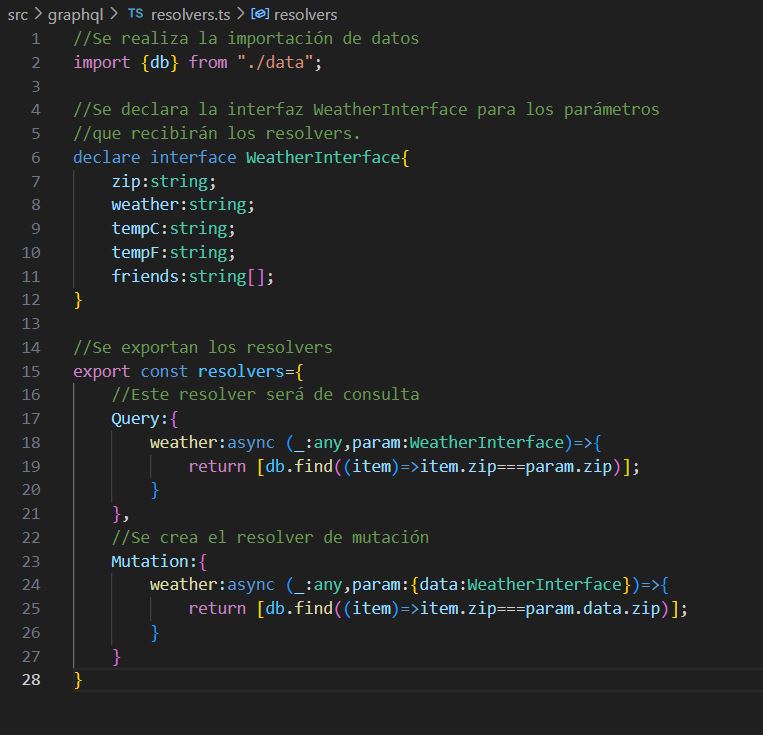 src > graphql > TS resolvers.ts > resolvers
1 //Se realiza la importación de datos
2 import {db} from "./data";
3
4 //Se declara la interfaz WeatherInterface para los parámetros
5 //que recibirán los resolvers.
6 declare interface WeatherInterface{
7     zip:string;
8     weather:string;
9     tempC:string;
10     tempF:string;
11     friends:string[];
12 }
13
14 //Se exportan los resolvers
15 export const resolvers={
16     //Este resolver será de consulta
17     Query:{
18         weather:async (_:any,param:WeatherInterface)=>{
19             return [db.find((item)=>item.zip===param.zip)];
20         }
21     },
22     //Se crea el resolver de mutación
23     Mutation:{
24         weather:async (_:any,param:{data:WeatherInterface})=>{
25             return [db.find((item)=>item.zip===param.data.zip)];
26         }
27     }
28 }